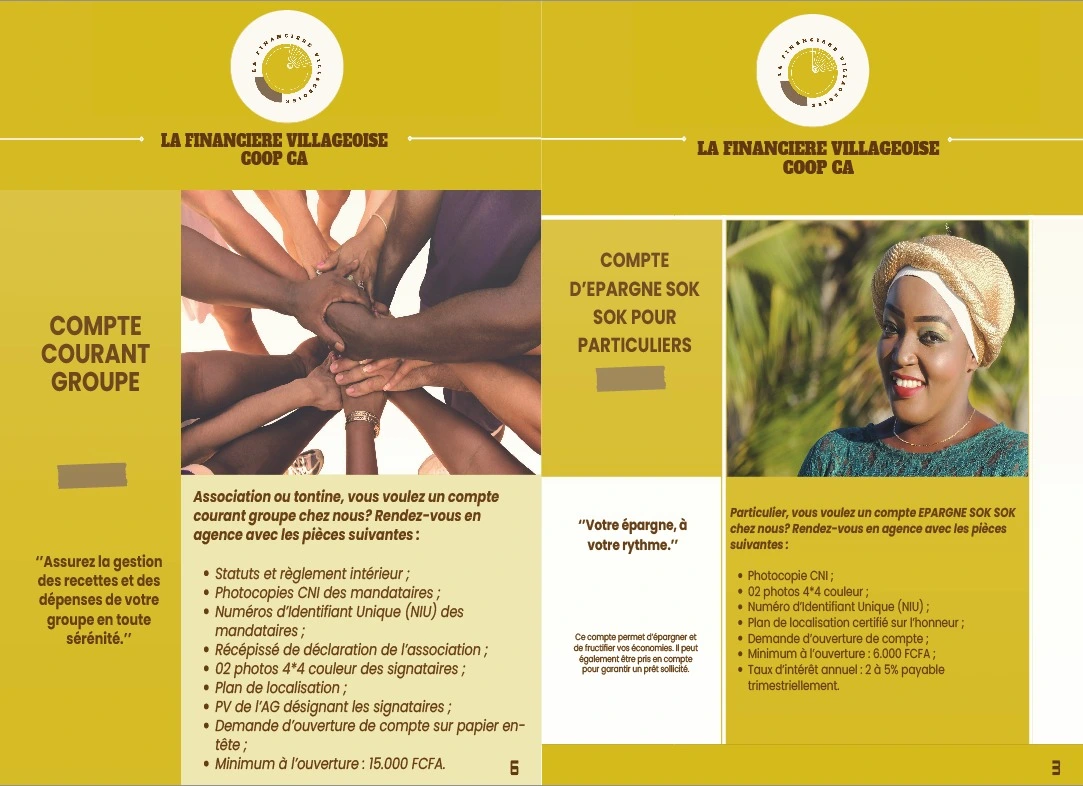 LA FINANCIERE VILLAGEOISE
LA FINANCIERE VILLAGEOISE
COOP CA
COMPTE
COURANT
GROUPE
‘’Assurez la gestion
des recettes et des
dépenses de votre
groupe en toute
sérénité.’’
Association ou tontine, vous voulez un compte
courant groupe chez nous? Rendez-vous en
agence avec les pièces suivantes :
• Statuts et règlement intérieur ;
• Photocopies CNI des mandataires ;
• Numéros d’Identifiant Unique (NIU) des
mandataires ;
• Récépissé de déclaration de l’association ;
• 02 photos 4*4 couleur des signataires ;
• Plan de localisation ;
• PV de l’AG désignant les signataires ;
• Demande d’ouverture de compte sur papier en-
tête ;
• Minimum à l’ouverture : 15.000 FCFA.
6
LA FINANCIERE VILLAGEOISE
LA FINANCIERE VILLAGEOISE
COOP CA
COMPTE
D’EPARGNE SOK
SOK POUR
PARTICULIERS
‘’Votre épargne, à
votre rythme.’’
Ce compte permet d’épargner et
de fructifier vos économies. Il peut
également être pris en compte
pour garantir un prêt sollicité.
Particulier, vous voulez un compte EPARGNE SOK SOK
chez nous? Rendez-vous en agence avec les pièces
suivantes :
• Photocopie CNI ;
• 02 photos 4*4 couleur ;
• Numéro d’Identifiant Unique (NIU) ;
• Plan de localisation certifié sur l’honneur ;
• Demande d’ouverture de compte ;
• Minimum à l’ouverture : 6.000 FCFA ;
• Taux d’intérêt annuel : 2 à 5% payable
trimestriellement.
3